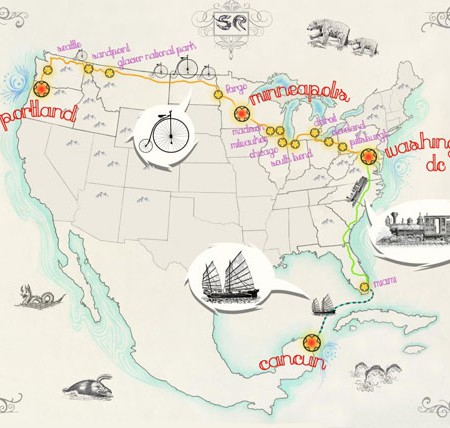 SR
seattle
sandpoint
glacier national park
portland
fargo
minneapolis
madison
milwaukee
chicago
south bend
detroit
cleveland
pittsburgh
washing
dc
miami
cancun